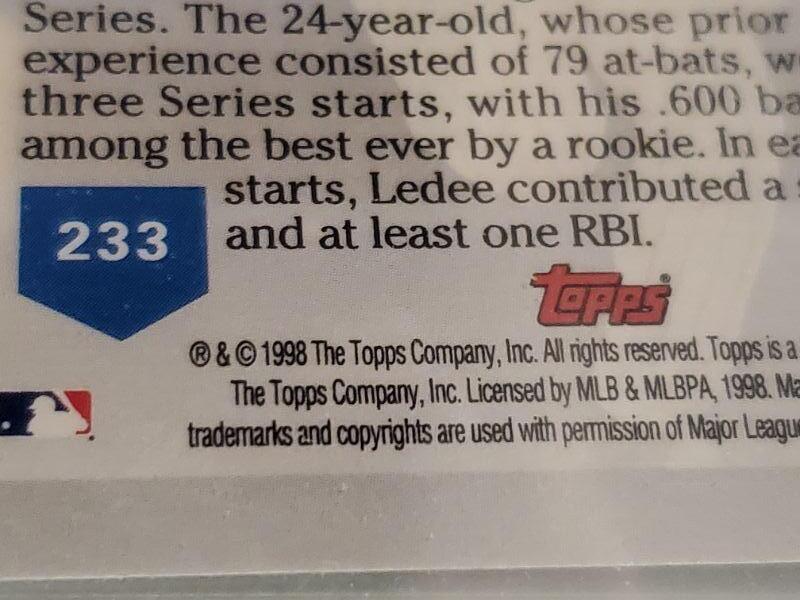 Series. The 24-year-old, whose prior
experience consisted of 79 at-bats,
three Series starts, with his .600
among the best ever by a rookie. In
starts, Ledee contributed a
and at least one RBI.
233
Topps®
® & © 1998 The Topps Company, Inc. All rights reserved. Topps is a
The Topps Company, Inc. Licensed by MLB & MLBPA, 1998.
trademarks and copyrights are used with permission of Major